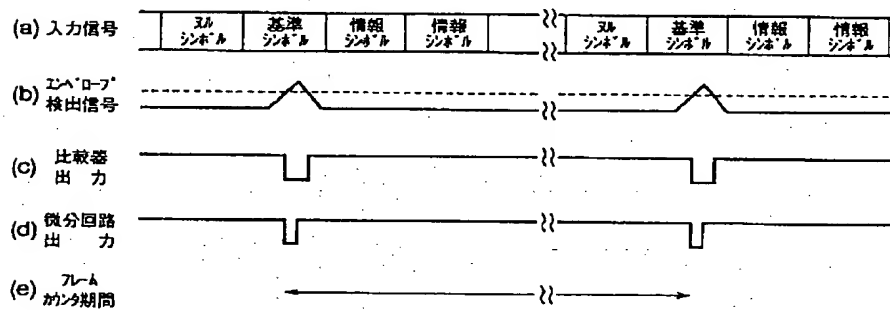 (a) 入力信号
ヌル シンボル
基準 シンボル
情報 シンボル
情報 シンボル
ヌル シンボル
基準 シンボル
情報 シンボル
情報 シンボル
(b) エンベロープ
検出信号
(c) 比較器
出 力
(d) 微分回路
出 力
(e) フレーム
カウンタ期間